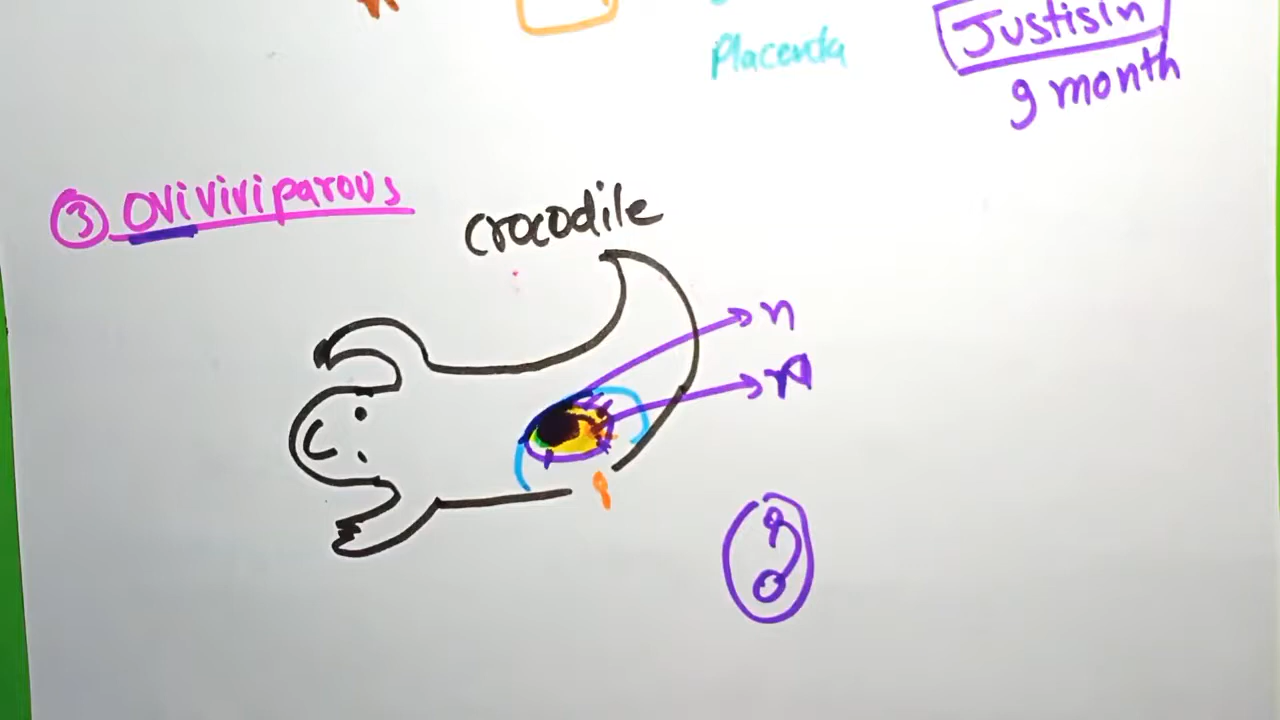 Placenta
Justisin
9 month
③ Oviviviparous
crocodile
n